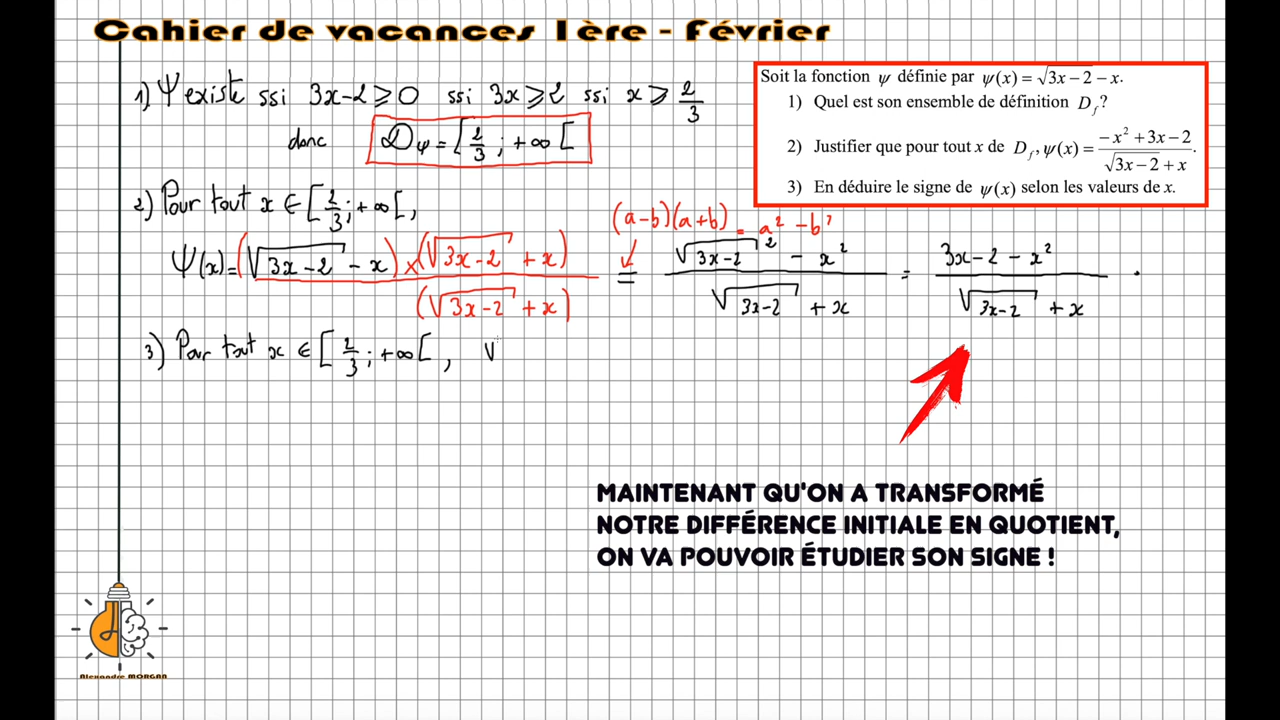 Cahier de vacances 1ère - Février
1) Ψ existe ssi 3x-2 ⩾ 0 ssi 3x ⩾ 2 ssi x ⩾ 2/3
donc D_Ψ = [2/3 ; +∞[
Soit la fonction ψ définie par ψ(x) = √(3x-2) - x.
1) Quel est son ensemble de définition D_f ?
2) Justifier que pour tout x de D_f, ψ(x) = (-x² + 3x - 2)/(√(3x-2) + x).
3) En déduire le signe de ψ(x) selon les valeurs de x.
2) Pour tout x ∈ [2/3 ; +∞[,
(a-b)(a+b) = a² - b²
Ψ(x) = (√(3x-2) - x) × (√(3x-2) + x)/(√(3x-2) + x) = (√(3x-2)² - x²)/(√(3x-2) + x) = (3x-2-x²)/(√(3x-2) + x).
3) Pour tout x ∈ [2/3 ; +∞[, √
MAINTENANT QU'ON A TRANSFORMÉ
NOTRE DIFFÉRENCE INITIALE EN QUOTIENT,
ON VA POUVOIR ÉTUDIER SON SIGNE !
Alexandre MORGAN